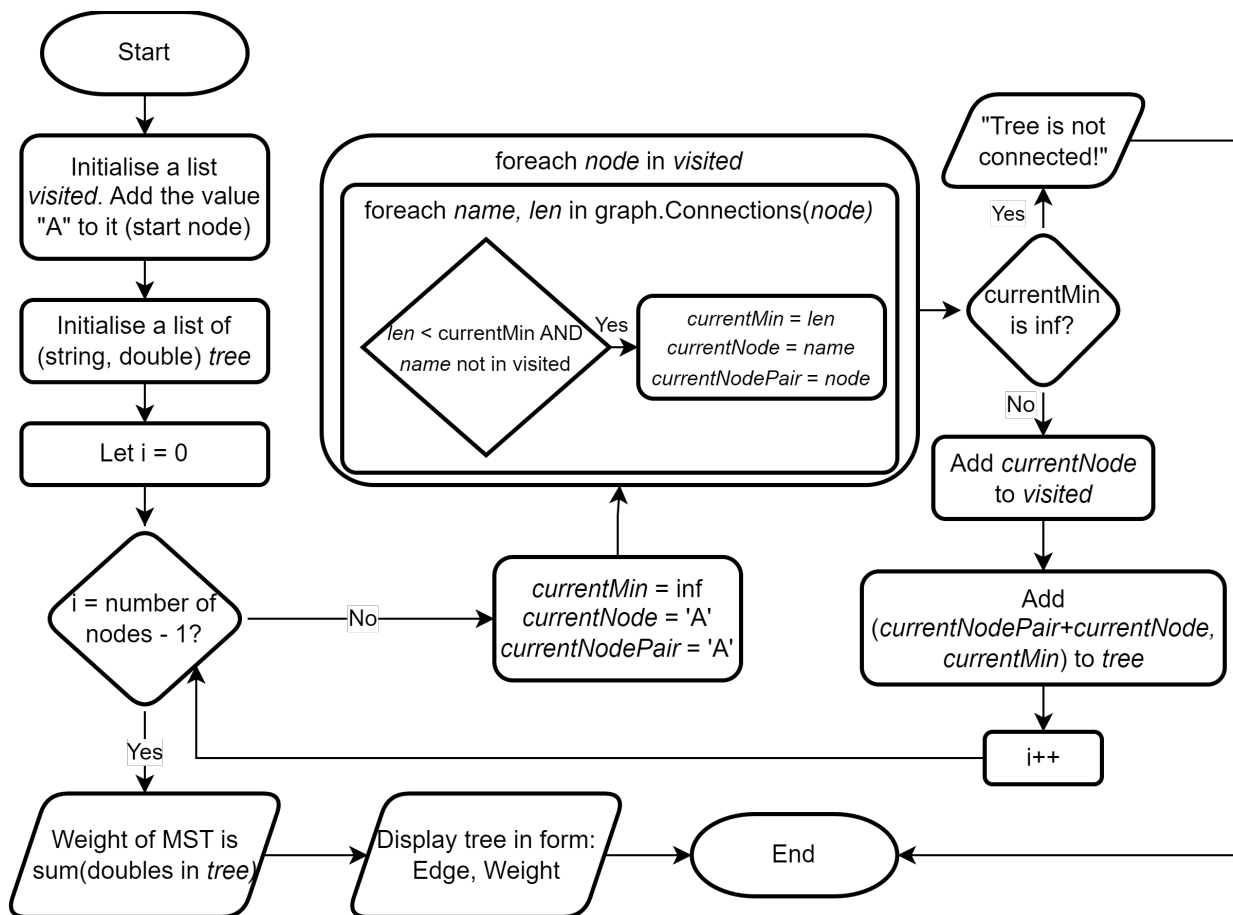 Start
Initialise a list
visited. Add the value
"A" to it (start node)
Initialise a list of
(string, double) tree
Let i = 0
i = number of
nodes - 1?
No
Yes
currentMin = inf
currentNode = 'A'
currentNodePair = 'A'
foreach node in visited
foreach name, len in graph.Connections(node)
len < currentMin AND
name not in visited
Yes
currentMin = len
currentNode = name
currentNodePair = node
currentMin
is inf?
Yes
"Tree is not
connected!"
No
Add currentNode
to visited
Add
(currentNodePair+currentNode,
currentMin) to tree
i++
Weight of MST is
sum(doubles in tree)
Display tree in form:
Edge, Weight
End